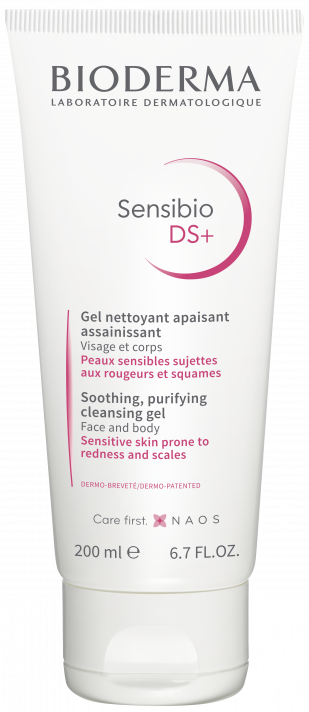 BIODERMA
LABORATOIRE DERMATOLOGIQUE
Sensibio
DS+
Gel nettoyant apaisant
assainissant
Visage et corps
Peaux sensibles sujettes
aux rougeurs et squames
Soothing, purifying
cleansing gel
Face and body
Sensitive skin prone to
redness and scales
DERMO-BREVETÉ/DERMO-PATENTED
Care first. NAOS
200 ml ℮ 6.7 FL.OZ.